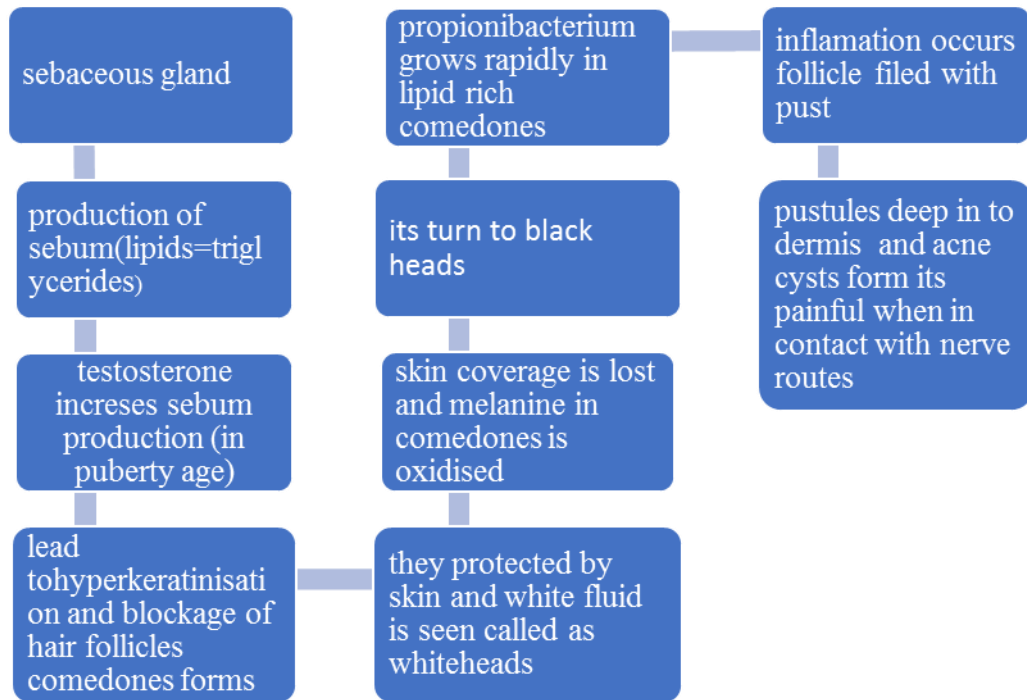 sebaceous gland
production of
sebum(lipids=trigl
ycerides)
testosterone
increses sebum
production (in
puberty age)
lead
tohyperkeratinisati
on and blockage of
hair follicles
comedones forms
they protected by
skin and white fluid
is seen called as
whiteheads
skin coverage is lost
and melanine in
comedones is
oxidised
its turn to black
heads
propionibacterium
grows rapidly in
lipid rich
comedones
inflamation occurs
follicle filed with
pust
pustules deep in to
dermis and acne
cysts form its
painful when in
contact with nerve
routes